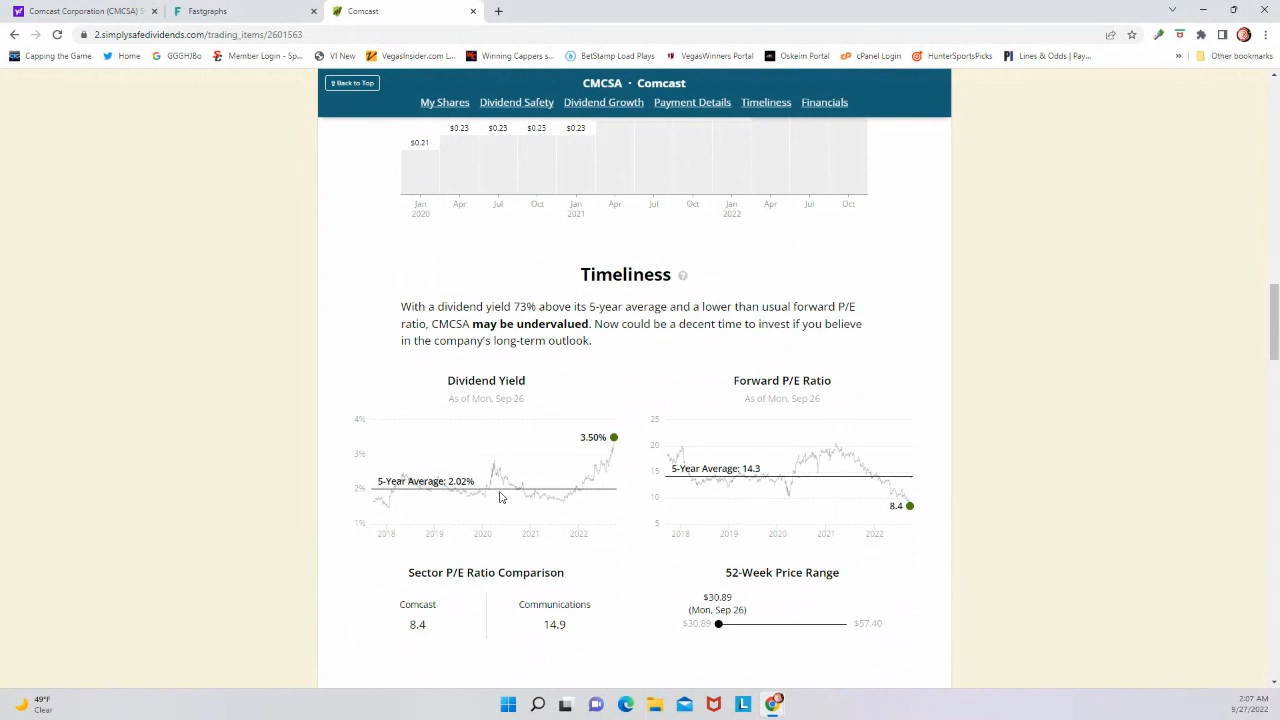 Comcast Corporation (CMCSA) S
Fastgraphs
Comcast
2.simplysafedividends.com/trading_items/2601563
Capping the Game
Twitter
Home
GGGHJBo
Member Login - Sp...
VI New
VegasInsider.com L...
Winning Cappers -...
BetStamp Load Plays
VegasWinners Portal
Oskeim Portal
cPanel Login
HunterSportsPicks
Lines & Odds | Pay...
»
Other bookmarks
Back to Top
CMCSA · Comcast
My Shares Dividend Safety Dividend Growth Payment Details Timeliness Financials
$0.21 $0.23 $0.23 $0.23 $0.23
Jan Apr Jul Oct Jan Apr Jul Oct Jan Apr Jul Oct
2020 2021 2022
Timeliness ?
With a dividend yield 73% above its 5-year average and a lower than usual forward P/E
ratio, CMCSA may be undervalued. Now could be a decent time to invest if you believe
in the company's long-term outlook.
Dividend Yield
As of Mon, Sep 26
4%
3.50%
3%
5-Year Average: 2.02%
2%
1%
2018 2019 2020 2021 2022
Forward P/E Ratio
As of Mon, Sep 26
25
20
5-Year Average: 14.3
15
10
8.4
5
2018 2019 2020 2021 2022
Sector P/E Ratio Comparison
Comcast Communications
8.4 14.9
52-Week Price Range
$30.89
(Mon, Sep 26)
$30.89 $57.40
49°F
Clear
2:07 AM
9/27/2022